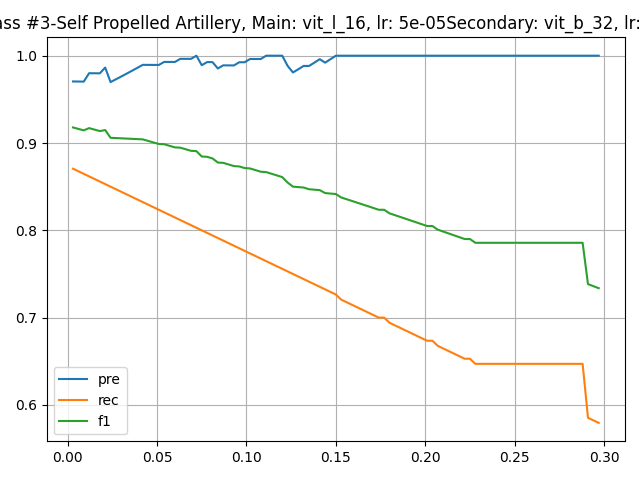 ass #3-Self Propelled Artillery, Main: vit_l_16, lr: 5e-05Secondary: vit_b_32, lr:
1.0
0.9
0.8
0.7
0.6
pre
rec
f1
0.00 0.05 0.10 0.15 0.20 0.25 0.30